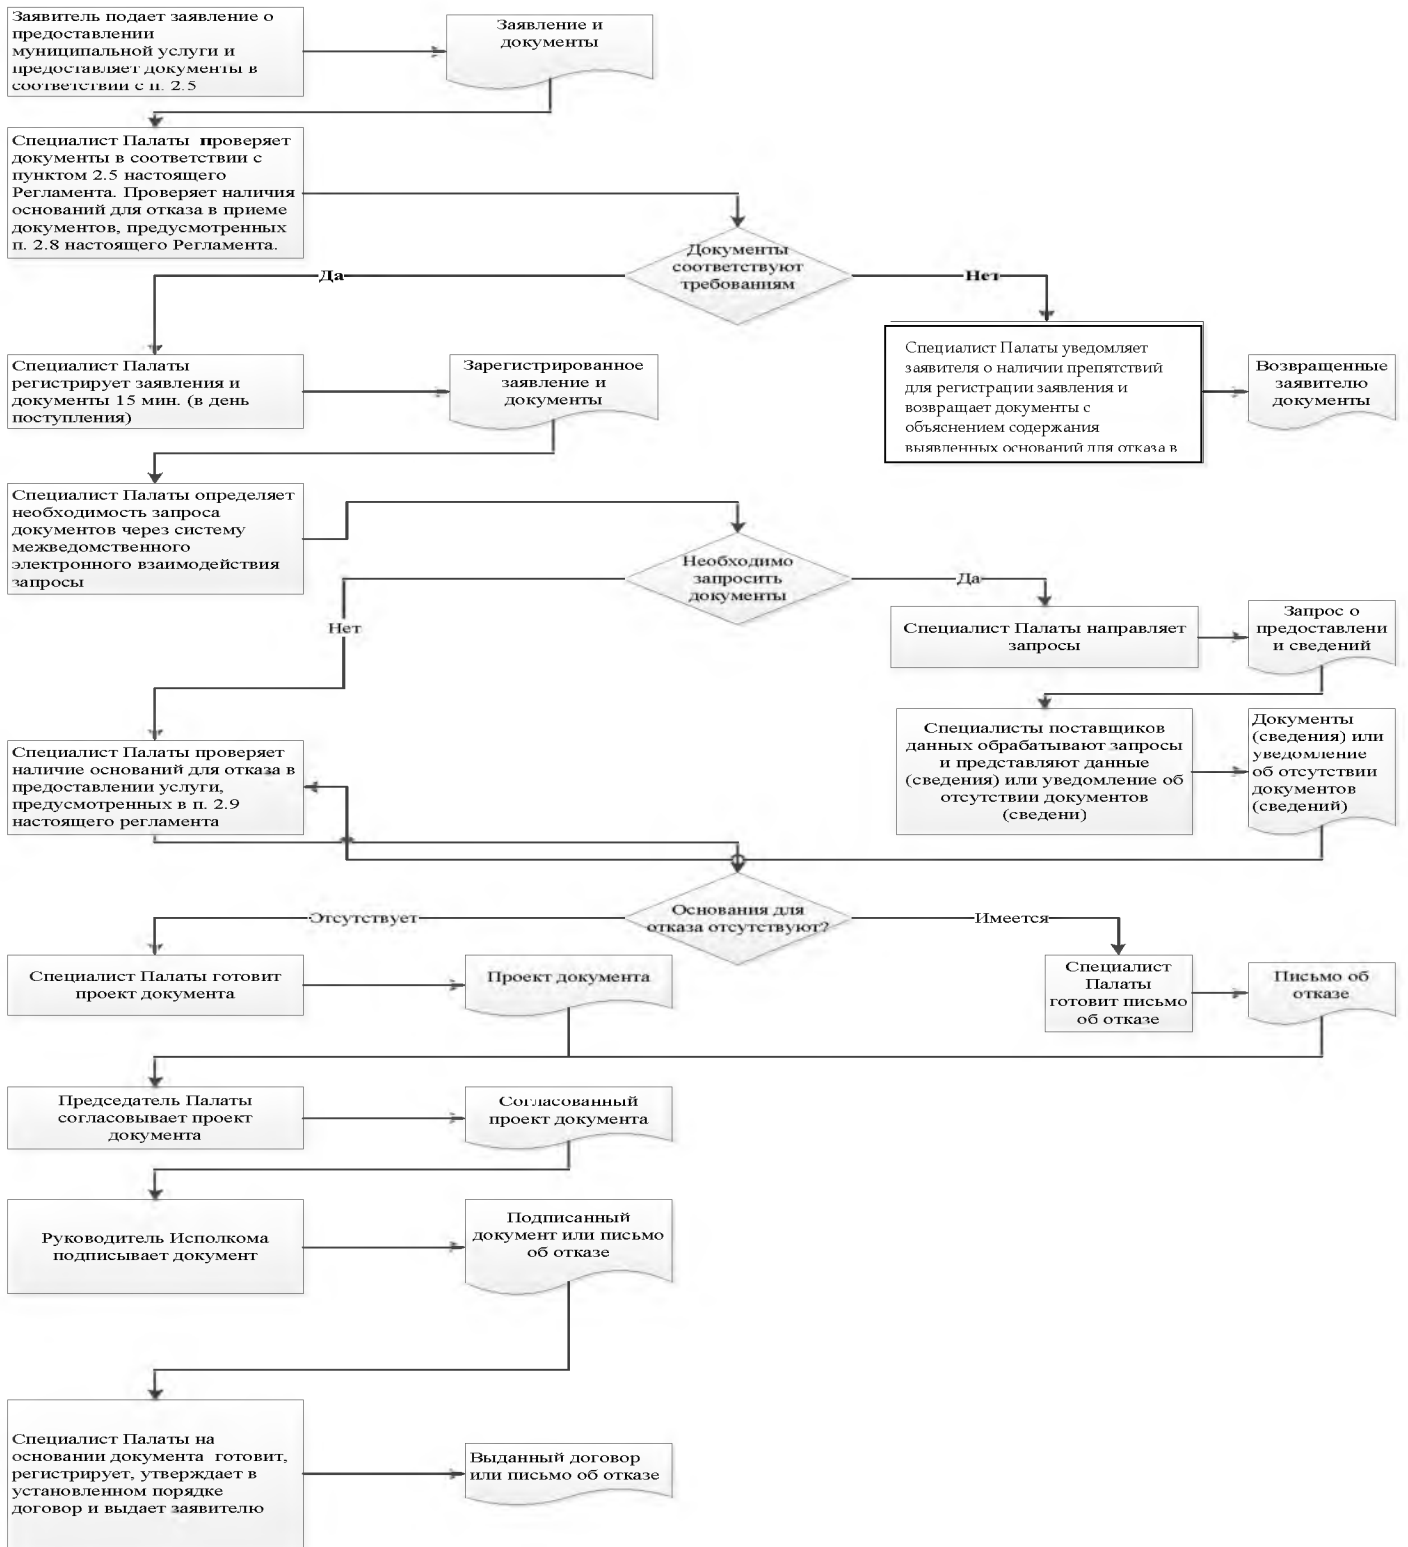 Заявитель подает заявление о
предоставлении
муниципальной услуги и
предоставляет документы в
соответствии с п. 2.5
Заявление и
документы
Специалист Палаты проверяет
документы в соответствии с
пунктом 2.5 настоящего
Регламента. Проверяет наличия
оснований для отказа в приеме
документов, предусмотренных
п. 2.8 настоящего Регламента.
Документы
соответствуют
требованиям
Да
Нет
Специалист Палаты
регистрирует заявления и
документы 15 мин. (в день
поступления)
Зарегистрированное
заявление и
документы
Специалист Палаты уведомляет
заявителя о наличии препятствий
для регистрации заявления и
возвращает документы с
объяснением содержания
выявленных оснований для отказа в
Возвращенные
заявителю
документы
Специалист Палаты определяет
необходимость запроса
документов через систему
межведомственного
электронного взаимодействия
запросы
Необходимо
запросить
документы
Да
Нет
Специалист Палаты направляет
запросы
Запрос о
предоставлени
и сведений
Специалисты поставщиков
данных обрабатывают запросы
и представляют данные
(сведения) или уведомление об
отсутствии документов
(сведени)
Документы
(сведения) или
уведомление
об отсутствии
документов
(сведений)
Специалист Палаты проверяет
наличие оснований для отказа в
предоставлении услуги,
предусмотренных в п. 2.9
настоящего регламента
Основания для
отказа отсутствуют?
Отсутствует
Имеется
Специалист Палаты готовит
проект документа
Проект документа
Специалист
Палаты
готовит письмо
об отказе
Письмо об
отказе
Председатель Палаты
согласовывает проект
документа
Согласованный
проект документа
Руководитель Исполкома
подписывает документ
Подписанный
документ или письмо
об отказе
Специалист Палаты на
основании документа готовит,
регистрирует, утверждает в
установленном порядке
договор и выдает заявителю
Выданный договор
или письмо об отказе